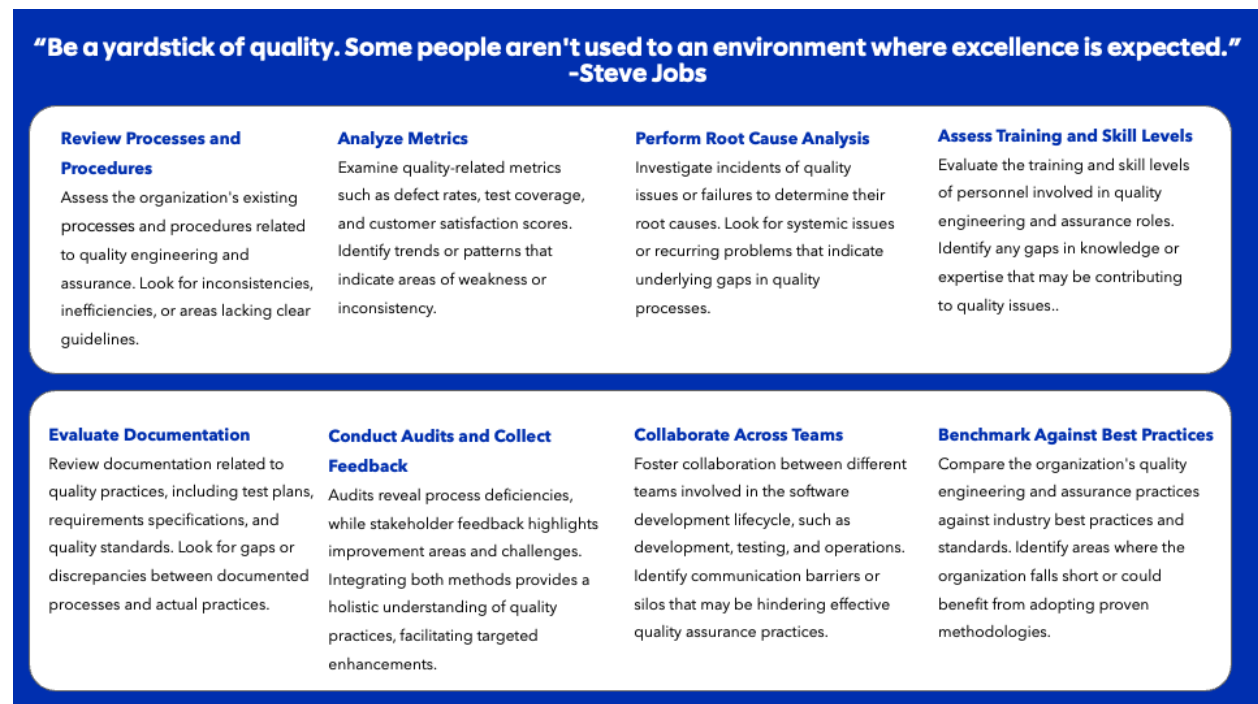 “Be a yardstick of quality. Some people aren't used to an environment where excellence is expected.”
-Steve Jobs
Review Processes and
Procedures
Assess the organization's existing
processes and procedures related
to quality engineering and
assurance. Look for inconsistencies,
inefficiencies, or areas lacking clear
guidelines.
Analyze Metrics
Examine quality-related metrics
such as defect rates, test coverage,
and customer satisfaction scores.
Identify trends or patterns that
indicate areas of weakness or
inconsistency.
Perform Root Cause Analysis
Investigate incidents of quality
issues or failures to determine their
root causes. Look for systemic issues
or recurring problems that indicate
underlying gaps in quality
processes.
Assess Training and Skill Levels
Evaluate the training and skill levels
of personnel involved in quality
engineering and assurance roles.
Identify any gaps in knowledge or
expertise that may be contributing
to quality issues..
Evaluate Documentation
Review documentation related to
quality practices, including test plans,
requirements specifications, and
quality standards. Look for gaps or
discrepancies between documented
processes and actual practices.
Conduct Audits and Collect
Feedback
Audits reveal process deficiencies,
while stakeholder feedback highlights
improvement areas and challenges.
Integrating both methods provides a
holistic understanding of quality
practices, facilitating targeted
enhancements.
Collaborate Across Teams
Foster collaboration between different
teams involved in the software
development lifecycle, such as
development, testing, and operations.
Identify communication barriers or
silos that may be hindering effective
quality assurance practices.
Benchmark Against Best Practices
Compare the organization's quality
engineering and assurance practices
against industry best practices and
standards. Identify areas where the
organization falls short or could
benefit from adopting proven
methodologies.